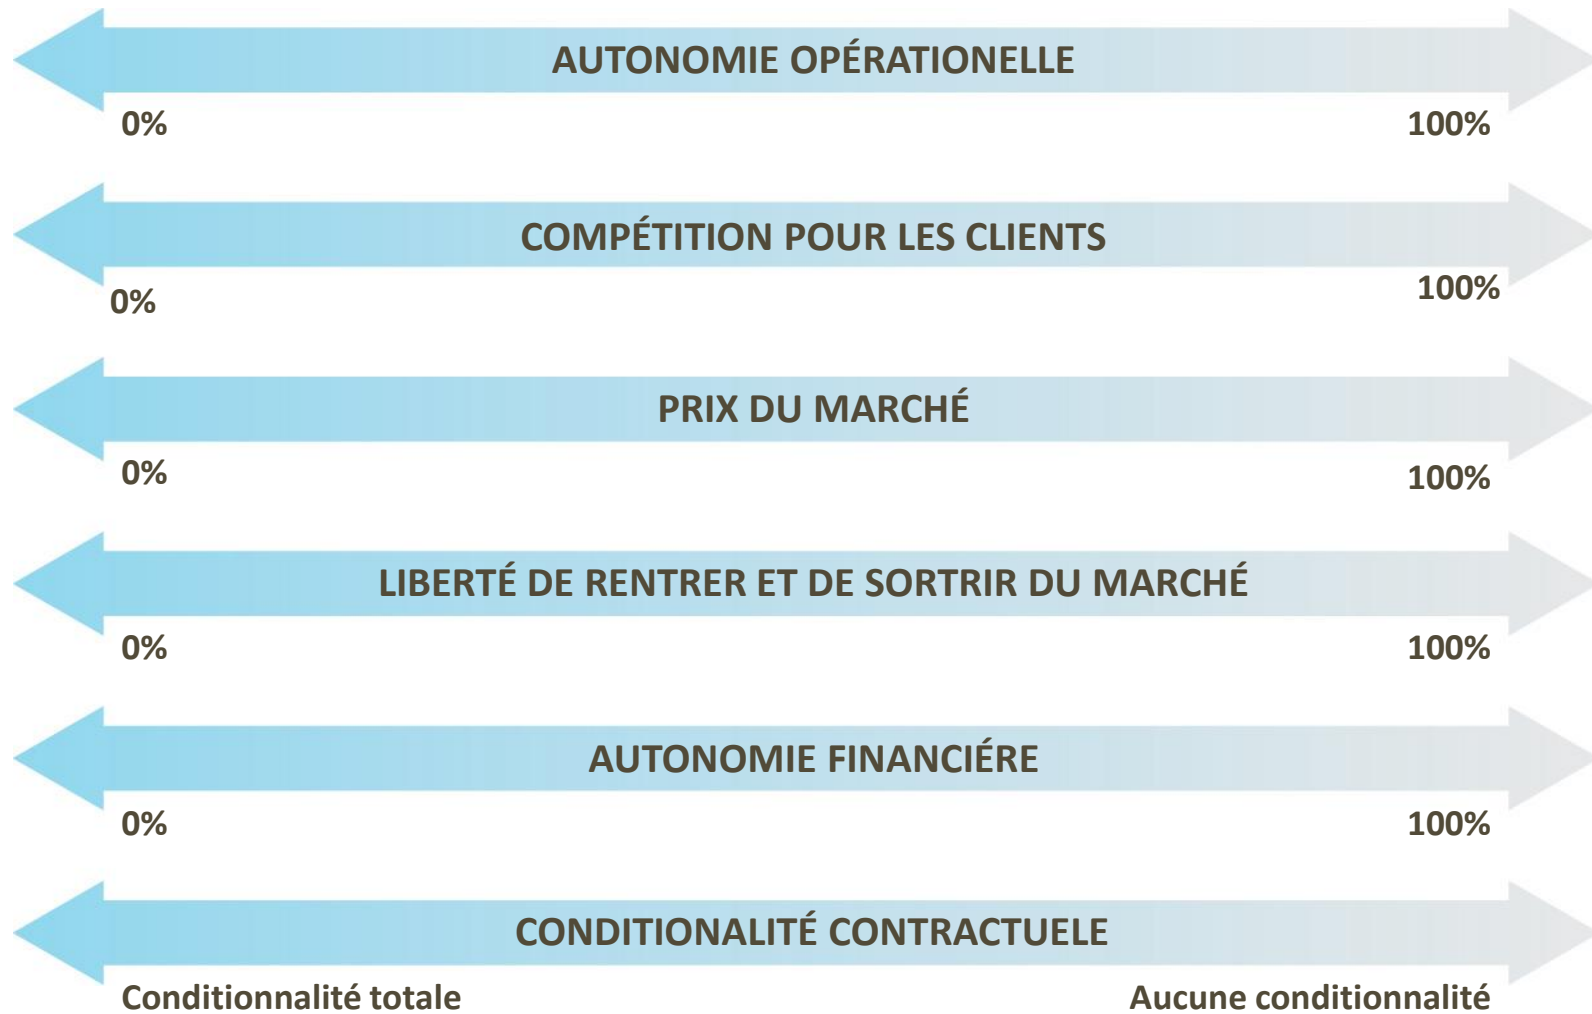 AUTONOMIE OPÉRATIONELLE
0% 100%
COMPÉTITION POUR LES CLIENTS
0% 100%
PRIX DU MARCHÉ
0% 100%
LIBERTÉ DE RENTRER ET DE SORTRIR DU MARCHÉ
0% 100%
AUTONOMIE FINANCIÉRE
0% 100%
CONDITIONALITÉ CONTRACTUELE
Conditionnalité totale Aucune conditionnalité